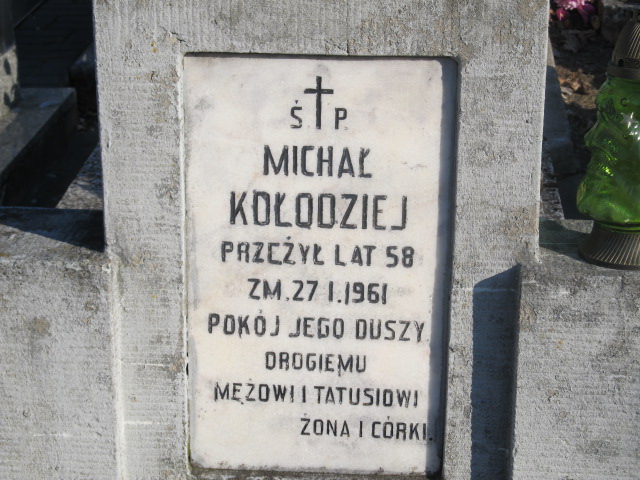 Ś P.
MICHAŁ
KOŁODZIEJ
PRZEŻYŁ LAT 58
ZM. 27 I. 1961
POKÓJ JEGO DUSZY
DROGIEMU
MĘŻOWI I TATUSIOWI
ŻONA I CÓRKI.